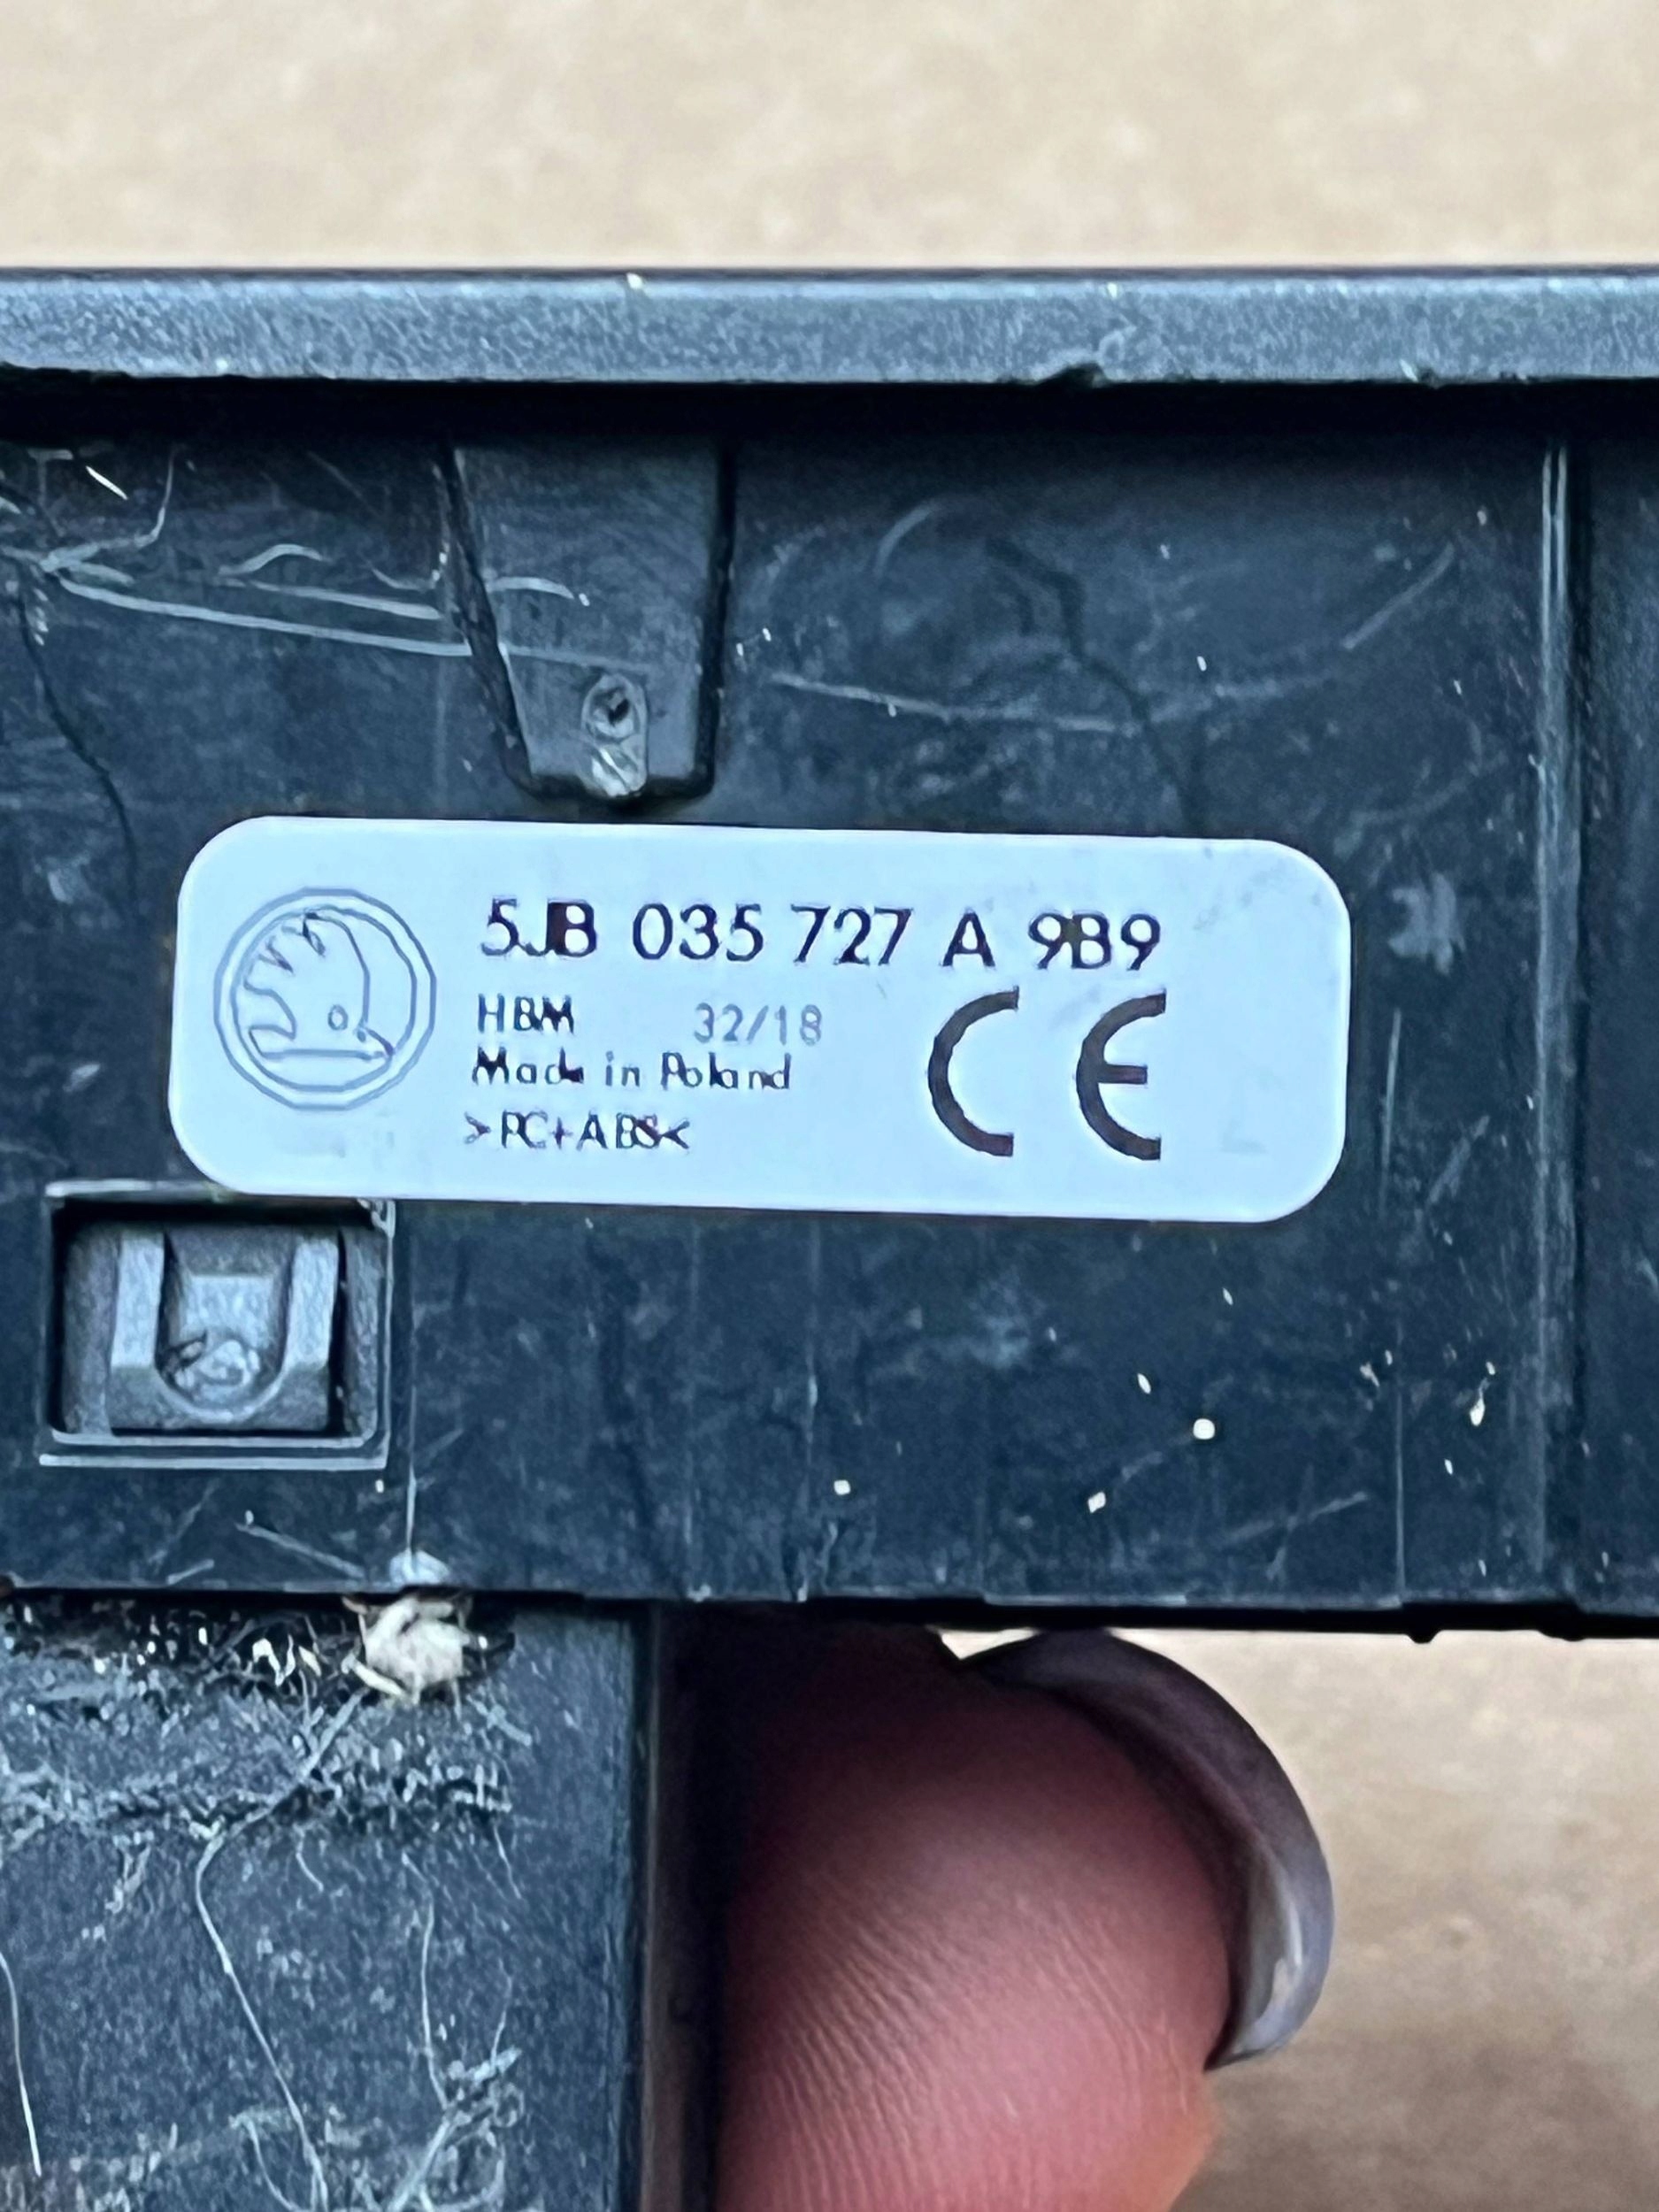 5JB 035 727 A 9B9
HBM 32/18
Made in Poland
>PC+ABS<
CE